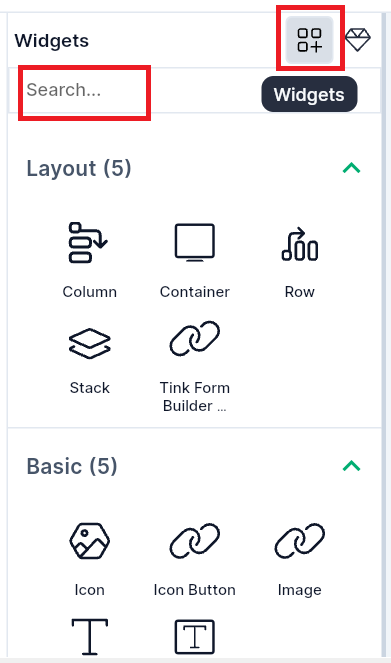 Widgets
Search...
Widgets
Layout (5)
Column
Container
Row
Stack
Tink Form
Builder ...
Basic (5)
Icon
Icon Button
Image